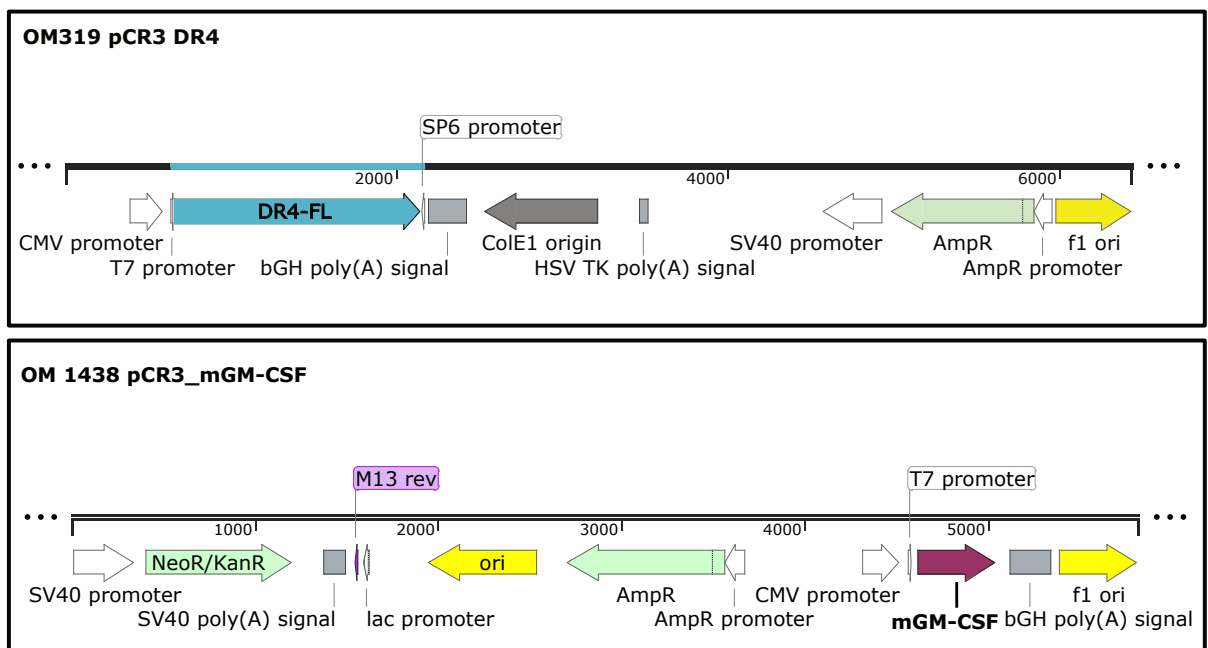 OM319 pCR3 DR4
SP6 promoter
2000 4000 6000
DR4-FL
CMV promoter ColE1 origin SV40 promoter AmpR f1 ori
T7 promoter bGH poly(A) signal HSV TK poly(A) signal AmpR promoter
OM 1438 pCR3_mGM-CSF
M13 rev T7 promoter
1000 2000 3000 4000 5000
NeoR/KanR ori
SV40 promoter AmpR CMV promoter f1 ori
SV40 poly(A) signal lac promoter AmpR promoter mGM-CSF bGH poly(A) signal